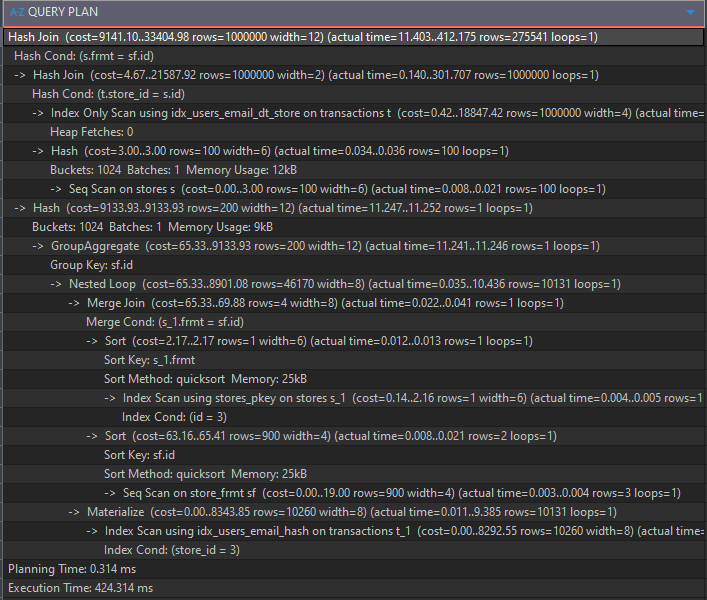 A-Z QUERY PLAN
Hash Join (cost=9141.10..33404.98 rows=1000000 width=12) (actual time=11.403..412.175 rows=275541 loops=1)
Hash Cond: (s.frmt = sf.id)
-> Hash Join (cost=4.67..21587.92 rows=1000000 width=2) (actual time=0.140..301.707 rows=1000000 loops=1)
Hash Cond: (t.store_id = s.id)
-> Index Only Scan using idx_users_email_dt_store on transactions t (cost=0.42..18847.42 rows=1000000 width=4) (actual time=
Heap Fetches: 0
-> Hash (cost=3.00..3.00 rows=100 width=6) (actual time=0.034..0.036 rows=100 loops=1)
Buckets: 1024 Batches: 1 Memory Usage: 12kB
-> Seq Scan on stores s (cost=0.00..3.00 rows=100 width=6) (actual time=0.008..0.021 rows=100 loops=1)
-> Hash (cost=9133.93..9133.93 rows=200 width=12) (actual time=11.247..11.252 rows=1 loops=1)
Buckets: 1024 Batches: 1 Memory Usage: 9kB
-> GroupAggregate (cost=65.33..9133.93 rows=200 width=12) (actual time=11.241..11.246 rows=1 loops=1)
Group Key: sf.id
-> Nested Loop (cost=65.33..8901.08 rows=46170 width=8) (actual time=0.035..10.436 rows=10131 loops=1)
-> Merge Join (cost=65.33..69.88 rows=4 width=8) (actual time=0.022..0.041 rows=1 loops=1)
Merge Cond: (s_1.frmt = sf.id)
-> Sort (cost=2.17..2.17 rows=1 width=6) (actual time=0.012..0.013 rows=1 loops=1)
Sort Key: s_1.frmt
Sort Method: quicksort Memory: 25kB
-> Index Scan using stores_pkey on stores s_1 (cost=0.14..2.16 rows=1 width=6) (actual time=0.004..0.005 rows=1
Index Cond: (id = 3)
-> Sort (cost=63.16..65.41 rows=900 width=4) (actual time=0.008..0.021 rows=2 loops=1)
Sort Key: sf.id
Sort Method: quicksort Memory: 25kB
-> Seq Scan on store_frmt sf (cost=0.00..19.00 rows=900 width=4) (actual time=0.003..0.004 rows=3 loops=1)
-> Materialize (cost=0.00..8343.85 rows=10260 width=8) (actual time=0.011..9.385 rows=10131 loops=1)
-> Index Scan using idx_users_email_hash on transactions t_1 (cost=0.00..8292.55 rows=10260 width=8) (actual time=
Index Cond: (store_id = 3)
Planning Time: 0.314 ms
Execution Time: 424.314 ms